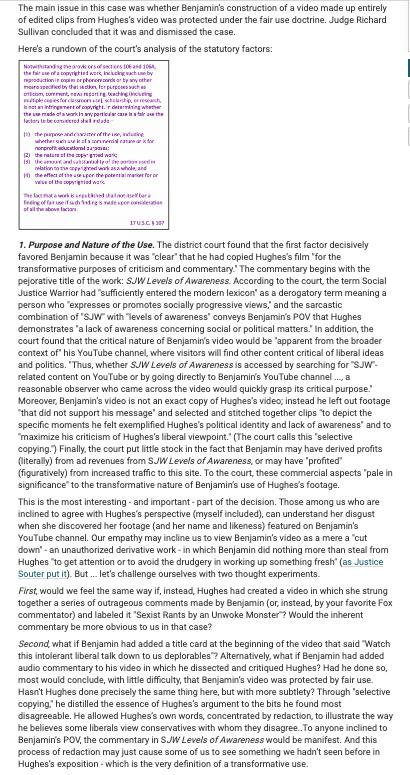 The main issue in this case was whether Benjamin's construction of a video made up entirely
of edited clips from Hughes's video was protected under the fair use doctrine. Judge Richard
Sullivan concluded that it was and dismissed the case.
Here's a rundown of the court's analysis of the statutory factors:
Notwithstanding the provisions of sections 106 and 106A,
the fair use of a copyrighted work, including such use by
reproduction in copies or phonorecords or by any other
means specified by that section, for purposes such as
criticism, comment, news reporting, teaching (including
multiple copies for classroom use), scholarship, or research,
is not an infringement of copyright. In determining whether
the use made of a work in any particular case is a fair use the
factors to be considered shall include -
(1) the purpose and character of the use, including
whether such use is of a commercial nature or is for
nonprofit educational purposes;
(2) the nature of the copyrighted work;
(3) the amount and substantiality of the portion used in
relation to the copyrighted work as a whole; and
(4) the effect of the use upon the potential market for or
value of the copyrighted work.
The fact that a work is unpublished shall not itself bar a
finding of fair use if such finding is made upon consideration
of all the above factors.
17 U.S.C. § 107
1. Purpose and Nature of the Use. The district court found that the first factor decisively
favored Benjamin because it was "clear" that he had copied Hughes's film "for the
transformative purposes of criticism and commentary." The commentary begins with the
pejorative title of the work: SJW Levels of Awareness. According to the court, the term Social
Justice Warrior had "sufficiently entered the modern lexicon" as a derogatory term meaning a
person who "expresses or promotes socially progressive views," and the sarcastic
combination of "SJW" with "levels of awareness" conveys Benjamin's POV that Hughes
demonstrates "a lack of awareness concerning social or political matters." In addition, the
court found that the critical nature of Benjamin's video would be "apparent from the broader
context of" his YouTube channel, where visitors will find other content critical of liberal ideas
and politics. "Thus, whether SJW Levels of Awareness is accessed by searching for "SJW"-
related content on YouTube or by going directly to Benjamin's YouTube channel ..., a
reasonable observer who came across the video would quickly grasp its critical purpose."
Moreover, Benjamin's video is not an exact copy of Hughes's video; instead he left out footage
"that did not support his message" and selected and stitched together clips "to depict the
specific moments he felt exemplified Hughes's political identity and lack of awareness" and to
"maximize his criticism of Hughes's liberal viewpoint." (The court calls this "selective
copying.") Finally, the court put little stock in the fact that Benjamin may have derived profits
(literally) from ad revenues from SJW Levels of Awareness, or may have "profited"
(figuratively) from increased traffic to this site. To the court, these commercial aspects "pale in
significance" to the transformative nature of Benjamin's use of Hughes's footage.
This is the most interesting - and important - part of the decision. Those among us who are
inclined to agree with Hughes's perspective (myself included), can understand her disgust
when she discovered her footage (and her name and likeness) featured on Benjamin's
YouTube channel. Our empathy may incline us to view Benjamin's video as a mere a "cut
down" - an unauthorized derivative work - in which Benjamin did nothing more than steal from
Hughes "to get attention or to avoid the drudgery in working up something fresh" (as Justice
Souter put it). But ... let's challenge ourselves with two thought experiments.
First, would we feel the same way if, instead, Hughes had created a video in which she strung
together a series of outrageous comments made by Benjamin (or, instead, by your favorite Fox
commentator) and labeled it "Sexist Rants by an Unwoke Monster"? Would the inherent
commentary be more obvious to us in that case?
Second, what if Benjamin had added a title card at the beginning of the video that said "Watch
this intolerant liberal talk down to us deplorables"? Alternatively, what if Benjamin had added
audio commentary to his video in which he dissected and critiqued Hughes? Had he done so,
most would conclude, with little difficulty, that Benjamin's video was protected by fair use.
Hasn't Hughes done precisely the same thing here, but with more subtlety? Through "selective
copying," he distilled the essence of Hughes's argument to the bits he found most
disagreeable. He allowed Hughes's own words, concentrated by redaction, to illustrate the way
he believes some liberals view conservatives with whom they disagree..To anyone inclined to
Benjamin's POV, the commentary in SJW Levels of Awareness would be manifest. And this
process of redaction may just cause some of us to see something we hadn't seen before in
Hughes's exposition - which is the very definition of a transformative use.